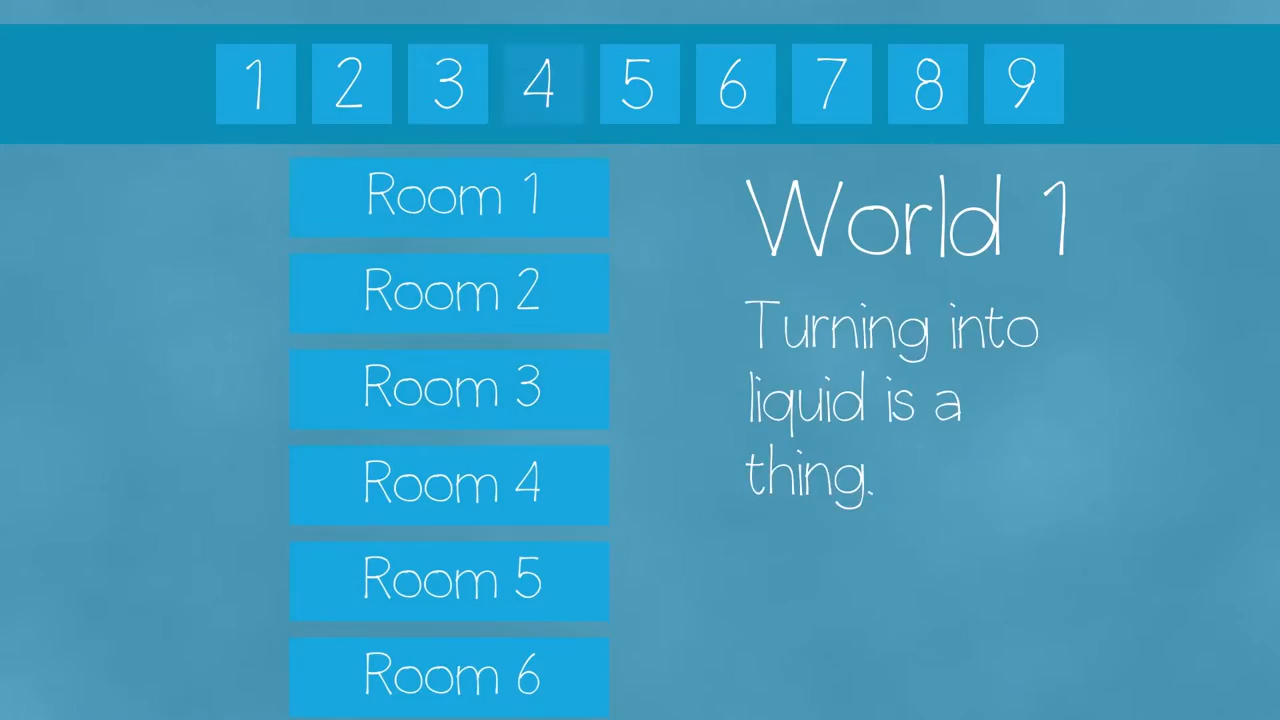 1 2 3 4 5 6 7 8 9
Room 1
Room 2
Room 3
Room 4
Room 5
Room 6
World 1
Turning into
liquid is a
thing.